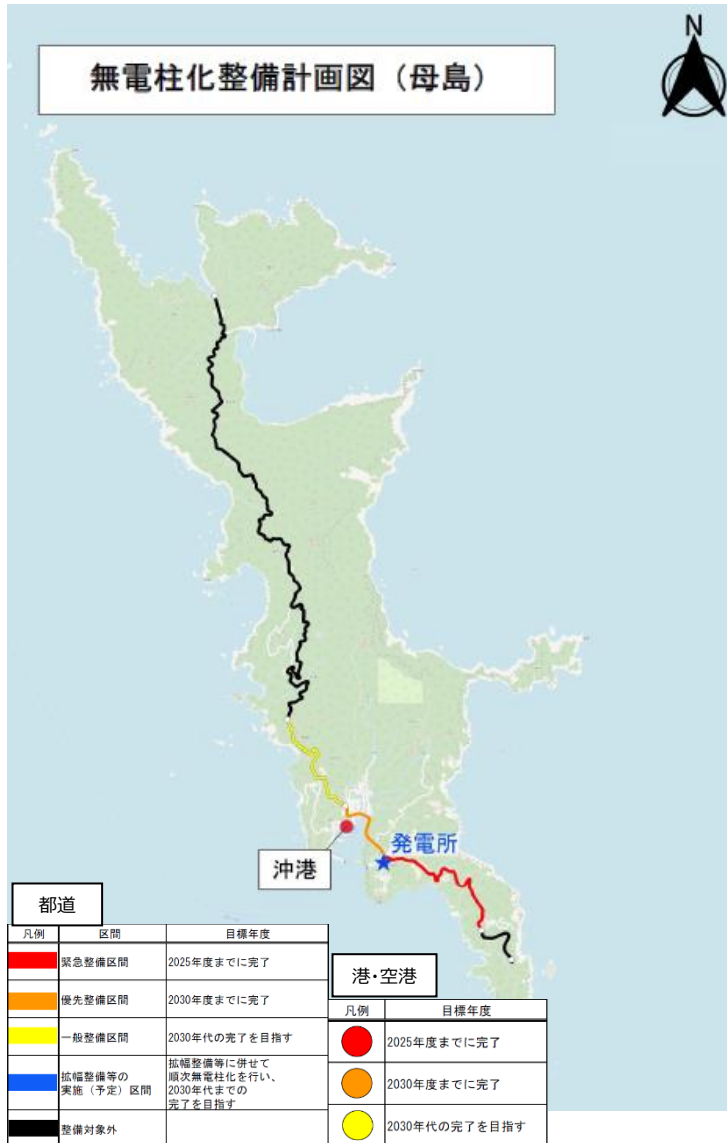 N
無電柱化整備計画図（母島）
発電所
沖港
都道
凡例 区間 目標年度
緊急整備区間 2025年度までに完了
優先整備区間 2030年度までに完了
一般整備区間 2030年代の完了を目指す
拡幅整備等の
実施（予定）区間
拡幅整備等に併せて
順次無電柱化を行い、
2030年代までの
完了を目指す
整備対象外
港・空港
凡例 目標年度
2025年度までに完了
2030年度までに完了
2030年代の完了を目指す